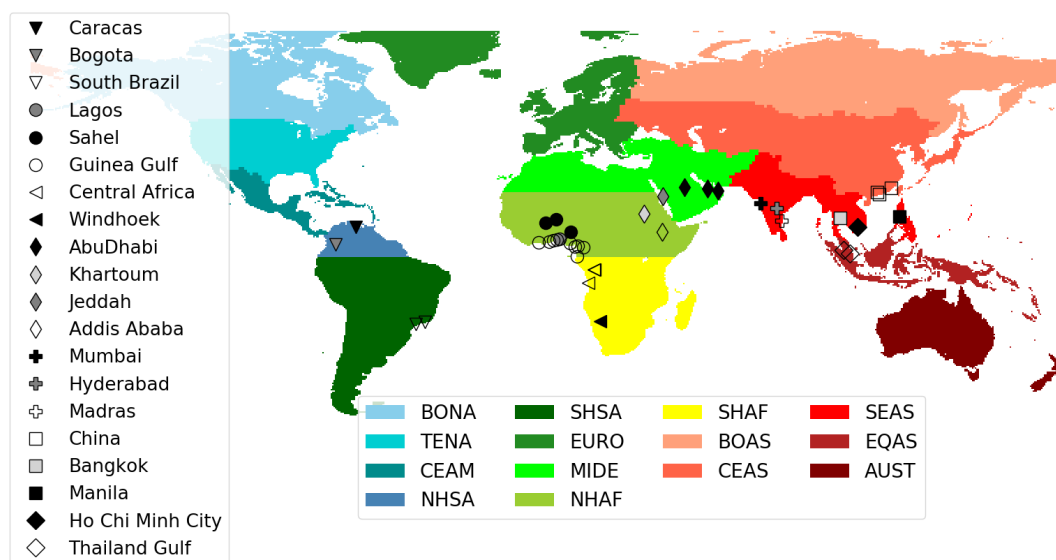 Caracas
Bogota
South Brazil
Lagos
Sahel
Guinea Gulf
Central Africa
Windhoek
AbuDhabi
Khartoum
Jeddah
Addis Ababa
Mumbai
Hyderabad
Madras
China
Bangkok
Manila
Ho Chi Minh City
Thailand Gulf
BONA
TENA
CEAM
NHSA
SHSA
EURO
MIDE
NHAF
SHAF
BOAS
CEAS
SEAS
EQAS
AUST